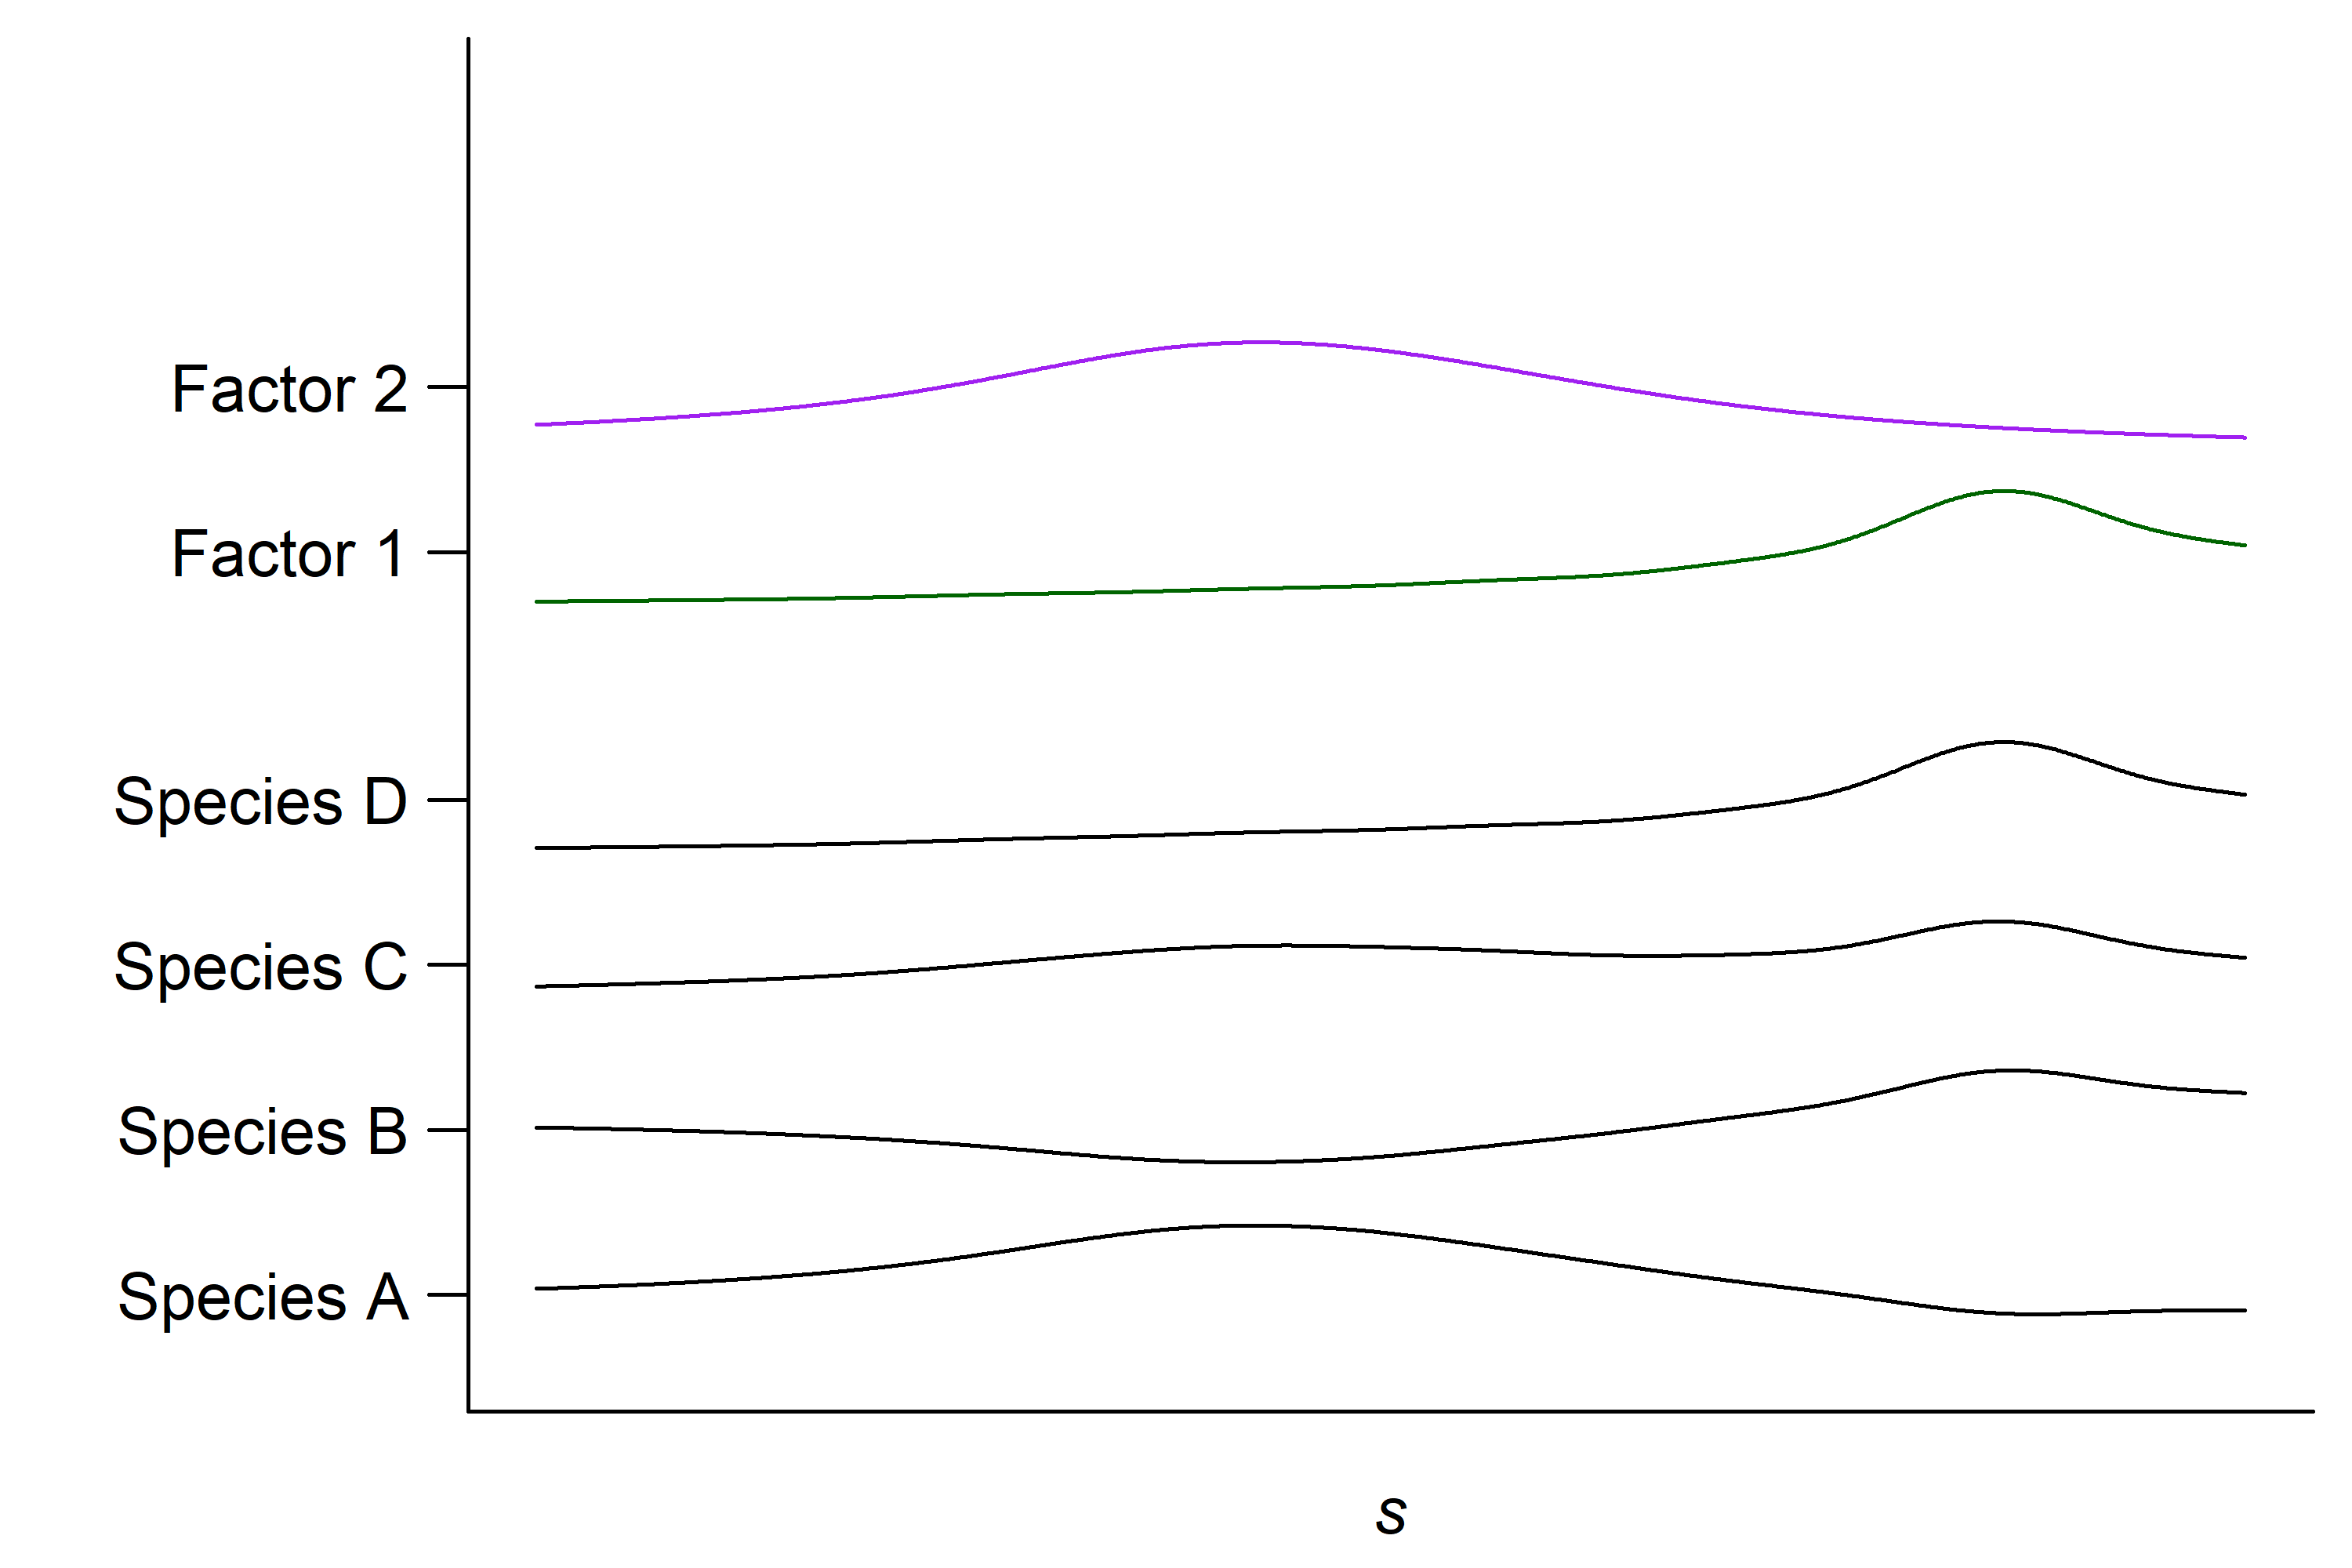 Factor 2
Factor 1
Species D
Species C
Species B
Species A
s